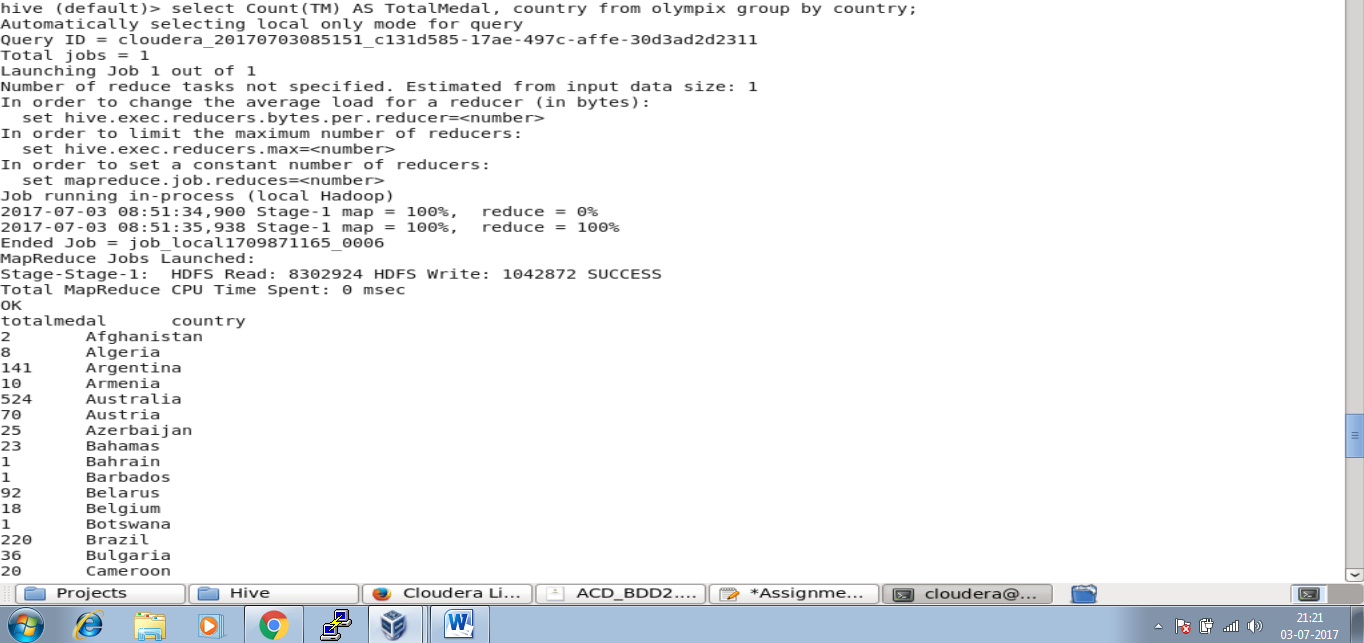 hive (default)> select Count(TM) AS TotalMedal, country from olympix group by country;
Automatically selecting local only mode for query
Query ID = cloudera_20170703085151_c131d585-17ae-497c-affe-30d3ad2d2311
Total jobs = 1
Launching Job 1 out of 1
Number of reduce tasks not specified. Estimated from input data size: 1
In order to change the average load for a reducer (in bytes):
  set hive.exec.reducers.bytes.per.reducer=<number>
In order to limit the maximum number of reducers:
  set hive.exec.reducers.max=<number>
In order to set a constant number of reducers:
  set mapreduce.job.reduces=<number>
Job running in-process (local Hadoop)
2017-07-03 08:51:34,900 Stage-1 map = 100%,  reduce = 0%
2017-07-03 08:51:35,938 Stage-1 map = 100%,  reduce = 100%
Ended Job = job_local1709871165_0006
MapReduce Jobs Launched:
Stage-Stage-1:  HDFS Read: 8302924 HDFS Write: 1042872 SUCCESS
Total MapReduce CPU Time Spent: 0 msec
OK
totalmedal      country
2       Afghanistan
8       Algeria
141     Argentina
10      Armenia
524     Australia
70      Austria
25      Azerbaijan
23      Bahamas
1       Bahrain
1       Barbados
92      Belarus
18      Belgium
1       Botswana
220     Brazil
36      Bulgaria
20      Cameroon
Projects Hive Cloudera Li... ACD_BDD2.... *Assignme... cloudera@...
21:21
03-07-2017